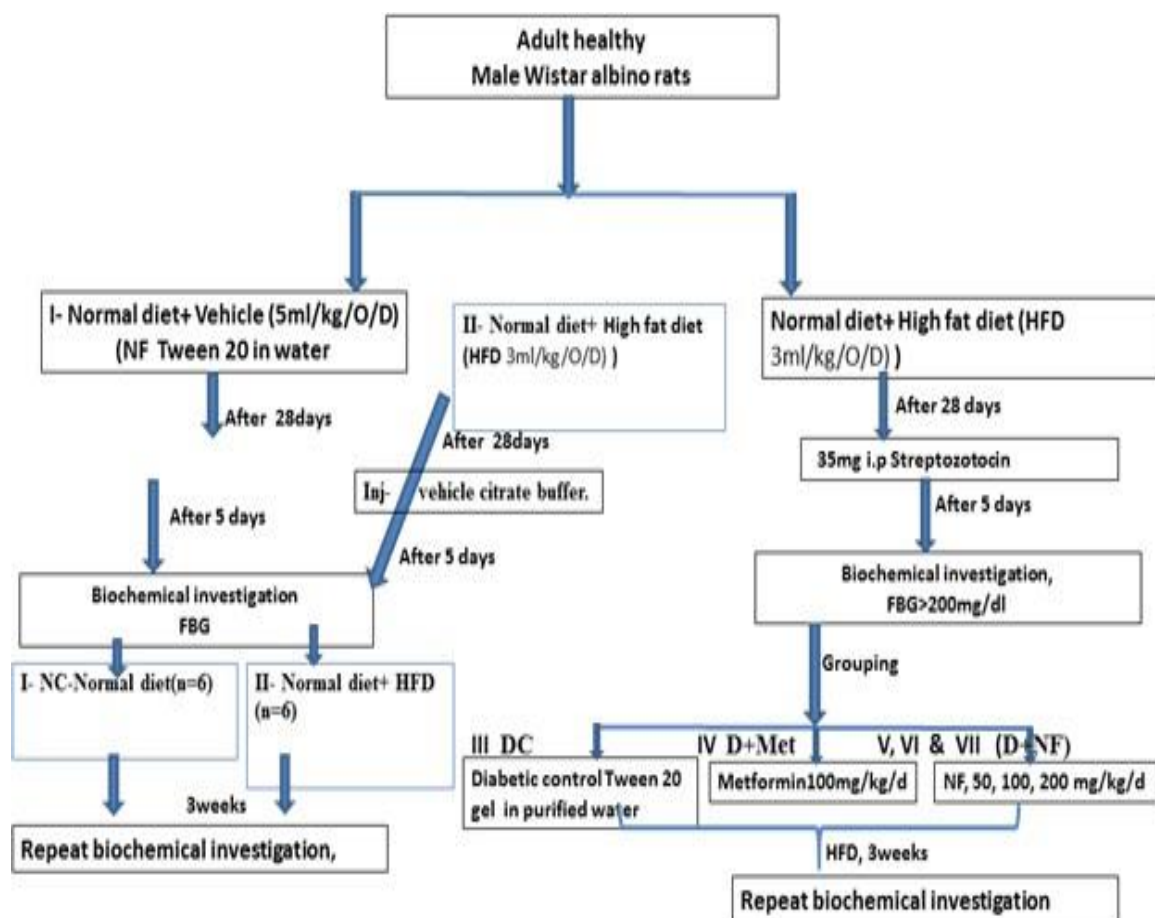 Adult healthy
Male Wistar albino rats
I- Normal diet+ Vehicle (5ml/kg/O/D)
(NF Tween 20 in water
II- Normal diet+ High fat diet
(HFD 3ml/kg/O/D) )
Normal diet+ High fat diet (HFD
3ml/kg/O/D) )
After 28days
After 28days
After 28 days
Inj- vehicle citrate buffer.
35mg i.p Streptozotocin
After 5 days
After 5 days
After 5 days
Biochemical investigation
FBG
Biochemical investigation,
FBG>200mg/dl
I- NC-Normal diet(n=6)
II- Normal diet+ HFD
(n=6)
Grouping
III DC
IV D+Met
V, VI & VII (D+NF)
Diabetic control Tween 20
gel in purified water
Metformin100mg/kg/d
NF, 50, 100, 200 mg/kg/d
3weeks
HFD, 3weeks
Repeat biochemical investigation,
Repeat biochemical investigation